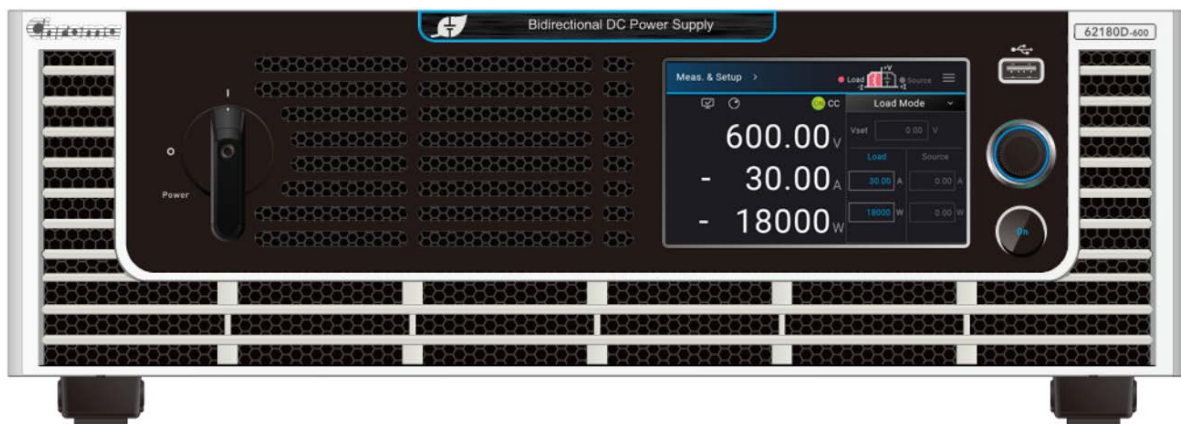 Chroma
Bidirectional DC Power Supply
62180D-600
Meas. & Setup >
Load
+V
Source
-I
+I
On CC
Load Mode
600.00V
Vset 0.00 V
Load Source
- 30.00A
30.00 A 0.00 A
- 18000W
18000 W 0.00 W
I
O
Power
On